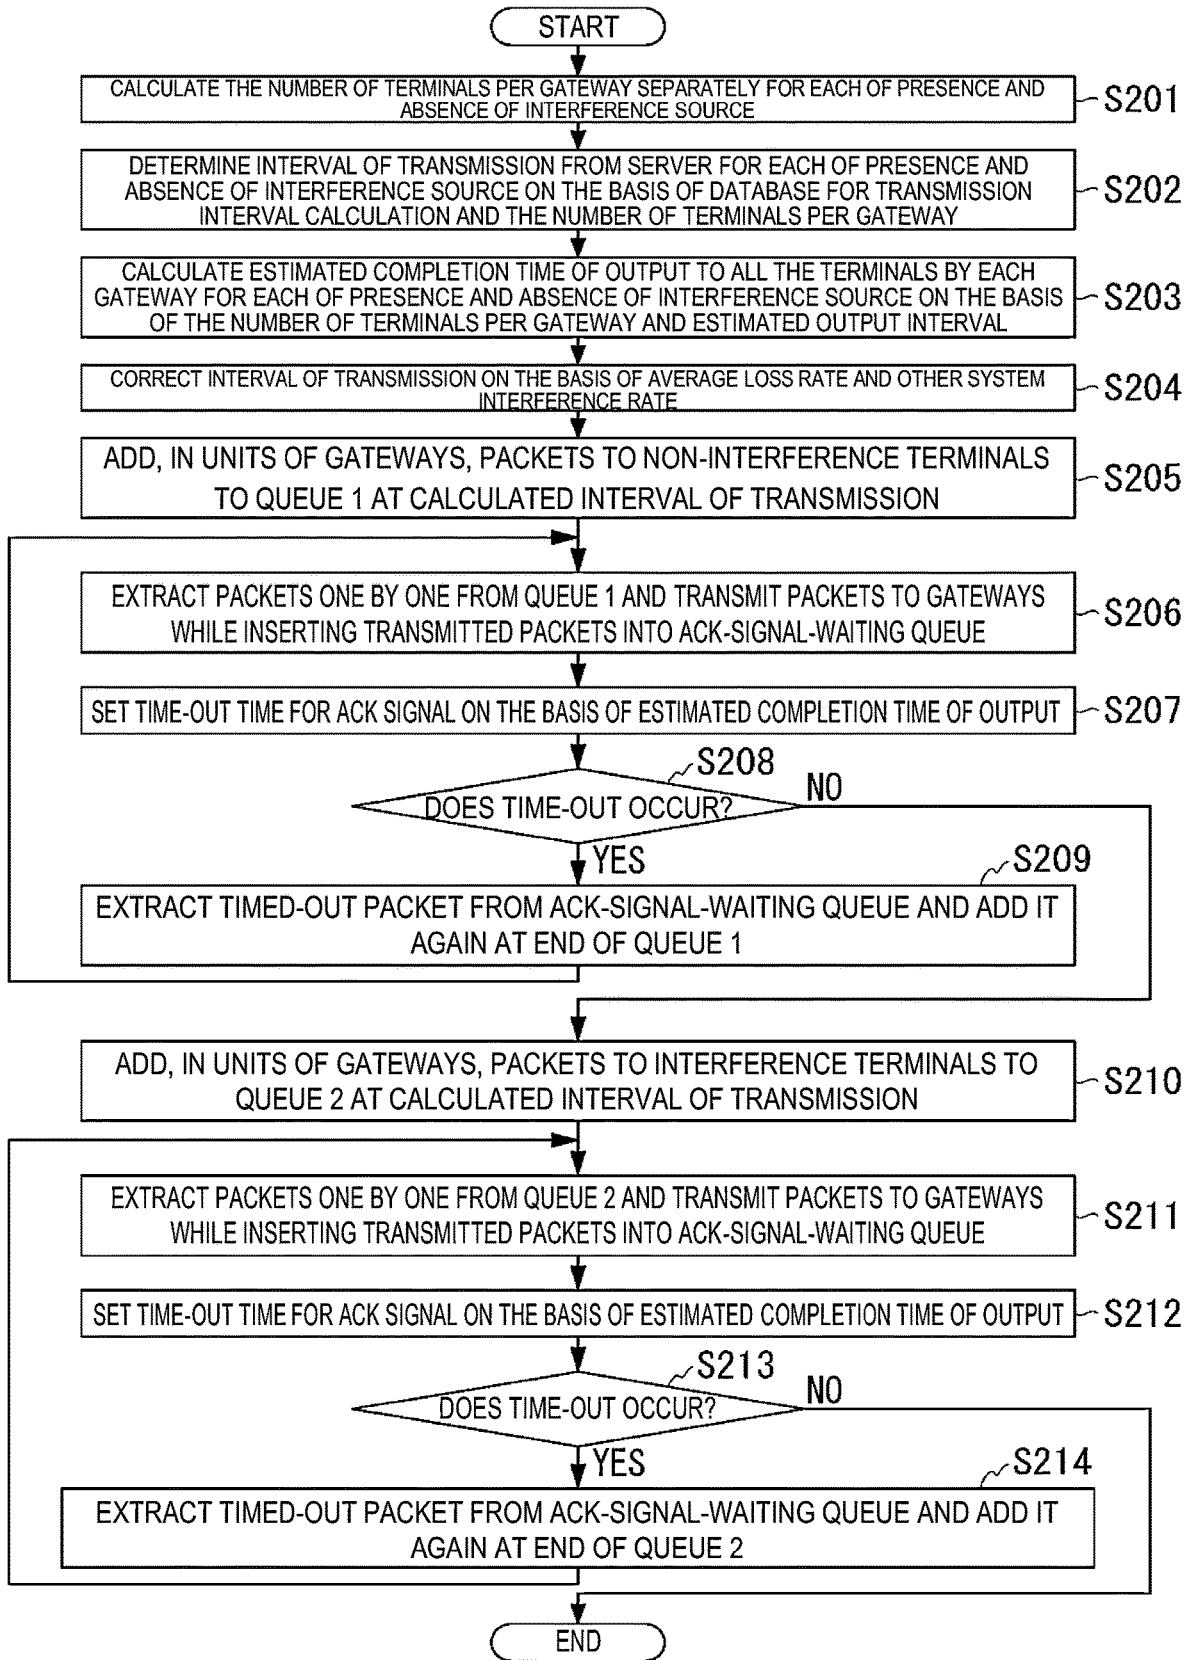 START
CALCULATE THE NUMBER OF TERMINALS PER GATEWAY SEPARATELY FOR EACH OF PRESENCE AND
ABSENCE OF INTERFERENCE SOURCE
S201
DETERMINE INTERVAL OF TRANSMISSION FROM SERVER FOR EACH OF PRESENCE AND
ABSENCE OF INTERFERENCE SOURCE ON THE BASIS OF DATABASE FOR TRANSMISSION
INTERVAL CALCULATION AND THE NUMBER OF TERMINALS PER GATEWAY
S202
CALCULATE ESTIMATED COMPLETION TIME OF OUTPUT TO ALL THE TERMINALS BY EACH
GATEWAY FOR EACH OF PRESENCE AND ABSENCE OF INTERFERENCE SOURCE ON THE BASIS
OF THE NUMBER OF TERMINALS PER GATEWAY AND ESTIMATED OUTPUT INTERVAL
S203
CORRECT INTERVAL OF TRANSMISSION ON THE BASIS OF AVERAGE LOSS RATE AND OTHER SYSTEM
INTERFERENCE RATE
S204
ADD, IN UNITS OF GATEWAYS, PACKETS TO NON-INTERFERENCE TERMINALS
TO QUEUE 1 AT CALCULATED INTERVAL OF TRANSMISSION
S205
EXTRACT PACKETS ONE BY ONE FROM QUEUE 1 AND TRANSMIT PACKETS TO GATEWAYS
WHILE INSERTING TRANSMITTED PACKETS INTO ACK-SIGNAL-WAITING QUEUE
S206
SET TIME-OUT TIME FOR ACK SIGNAL ON THE BASIS OF ESTIMATED COMPLETION TIME OF OUTPUT
S207
S208
DOES TIME-OUT OCCUR?
NO
YES
S209
EXTRACT TIMED-OUT PACKET FROM ACK-SIGNAL-WAITING QUEUE AND ADD IT
AGAIN AT END OF QUEUE 1
ADD, IN UNITS OF GATEWAYS, PACKETS TO INTERFERENCE TERMINALS TO
QUEUE 2 AT CALCULATED INTERVAL OF TRANSMISSION
S210
EXTRACT PACKETS ONE BY ONE FROM QUEUE 2 AND TRANSMIT PACKETS TO GATEWAYS
WHILE INSERTING TRANSMITTED PACKETS INTO ACK-SIGNAL-WAITING QUEUE
S211
SET TIME-OUT TIME FOR ACK SIGNAL ON THE BASIS OF ESTIMATED COMPLETION TIME OF OUTPUT
S212
S213
DOES TIME-OUT OCCUR?
NO
YES
S214
EXTRACT TIMED-OUT PACKET FROM ACK-SIGNAL-WAITING QUEUE AND ADD IT
AGAIN AT END OF QUEUE 2
END